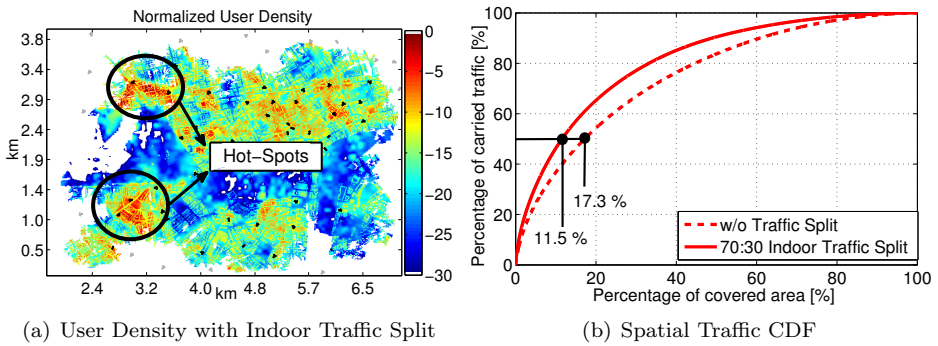 Normalized User Density
km
3.8
3.4
2.9
2.4
1.9
1.4
1.0
0.5
2.4 3.2 4.0 4.8 5.7 6.5
km
Hot-Spots
0
-5
-10
-15
-20
-25
-30
(a) User Density with Indoor Traffic Split
Percentage of carried traffic [%]
100
80
60
40
20
0
17.3 %
11.5 %
w/o Traffic Split
70:30 Indoor Traffic Split
0 20 40 60 80 100
Percentage of covered area [%]
(b) Spatial Traffic CDF